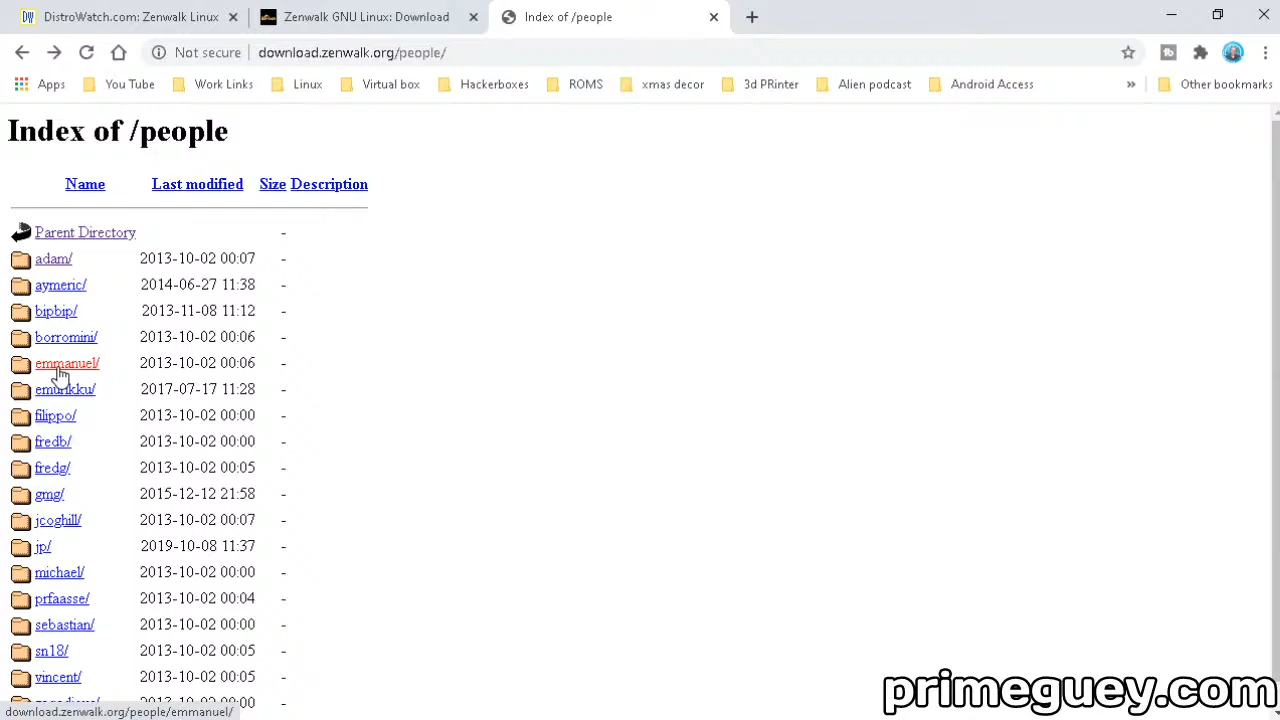 DistroWatch.com: Zenwalk Linux
Zenwalk GNU Linux: Download
Index of /people
Not secure
download.zenwalk.org/people/
Apps
You Tube
Work Links
Linux
Virtual box
Hackerboxes
ROMS
xmas decor
3d PRinter
Alien podcast
Android Access
»
Other bookmarks
Index of /people
Name Last modified Size Description
Parent Directory -
adam/ 2013-10-02 00:07 -
aymeric/ 2014-06-27 11:38 -
bipbip/ 2013-11-08 11:12 -
borromini/ 2013-10-02 00:06 -
emmanuel/ 2013-10-02 00:06 -
emurikku/ 2017-07-17 11:28 -
filippo/ 2013-10-02 00:00 -
fredb/ 2013-10-02 00:00 -
fredg/ 2013-10-02 00:05 -
gmg/ 2015-12-12 21:58 -
jcoghill/ 2013-10-02 00:07 -
jp/ 2019-10-08 11:37 -
michael/ 2013-10-02 00:00 -
prfaasse/ 2013-10-02 00:04 -
sebastian/ 2013-10-02 00:00 -
sn18/ 2013-10-02 00:05 -
vincent/ 2013-10-02 00:05 -
2013-10-02 00:00 -
download.zenwalk.org/people/emmanuel/
primeguey.com